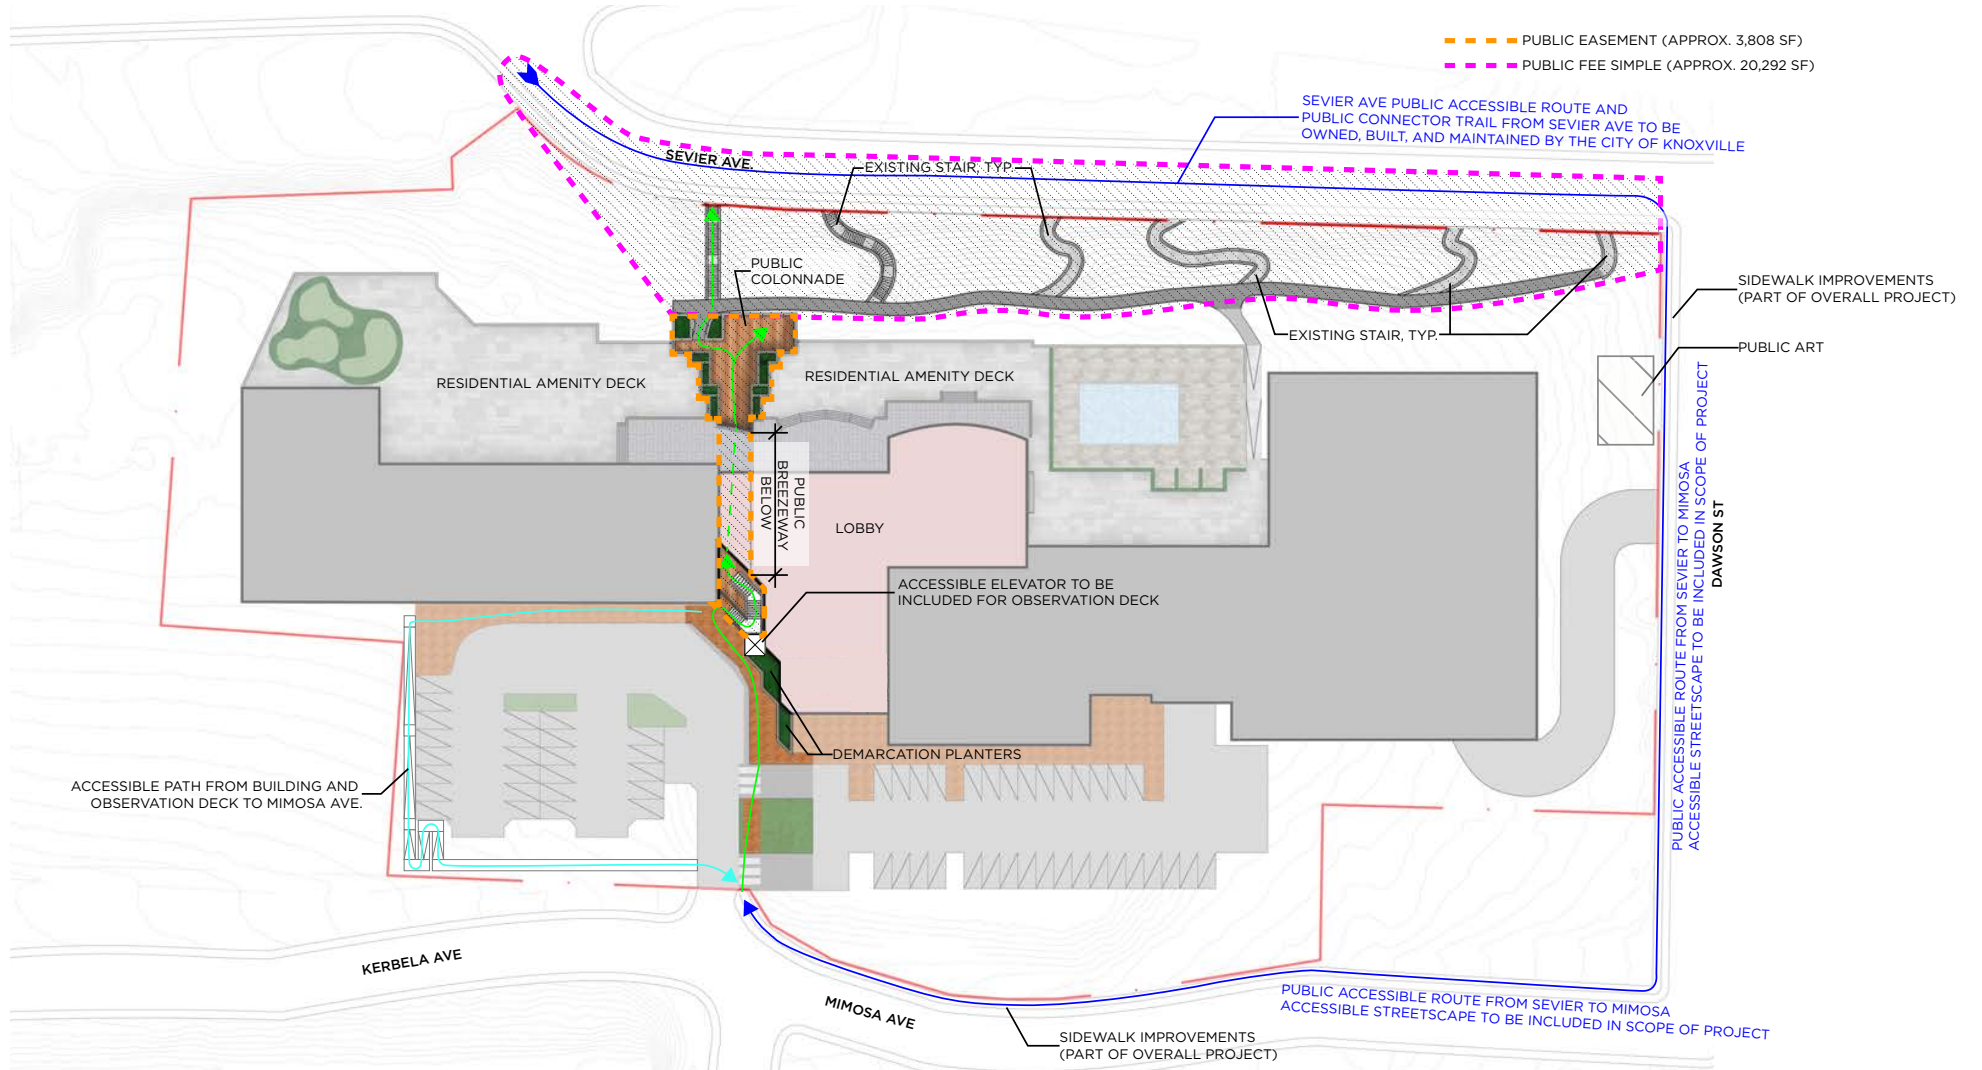 PUBLIC EASEMENT (APPROX. 3,808 SF)
PUBLIC FEE SIMPLE (APPROX. 20,292 SF)
SEVIER AVE PUBLIC ACCESSIBLE ROUTE AND
PUBLIC CONNECTOR TRAIL FROM SEVIER AVE TO BE
OWNED, BUILT, AND MAINTAINED BY THE CITY OF KNOXVILLE
SEVIER AVE.
EXISTING STAIR, TYP.
PUBLIC
COLONNADE
SIDEWALK IMPROVEMENTS
(PART OF OVERALL PROJECT)
EXISTING STAIR, TYP.
PUBLIC ART
RESIDENTIAL AMENITY DECK
RESIDENTIAL AMENITY DECK
PUBLIC
BREEZEWAY
BELOW
LOBBY
ACCESSIBLE ELEVATOR TO BE
INCLUDED FOR OBSERVATION DECK
PUBLIC ACCESSIBLE ROUTE FROM SEVIER TO MIMOSA
ACCESSIBLE STREETSCAPE TO BE INCLUDED IN SCOPE OF PROJECT
DAWSON ST
DEMARCATION PLANTERS
ACCESSIBLE PATH FROM BUILDING AND
OBSERVATION DECK TO MIMOSA AVE.
KERBELA AVE
MIMOSA AVE
PUBLIC ACCESSIBLE ROUTE FROM SEVIER TO MIMOSA
ACCESSIBLE STREETSCAPE TO BE INCLUDED IN SCOPE OF PROJECT
SIDEWALK IMPROVEMENTS
(PART OF OVERALL PROJECT)